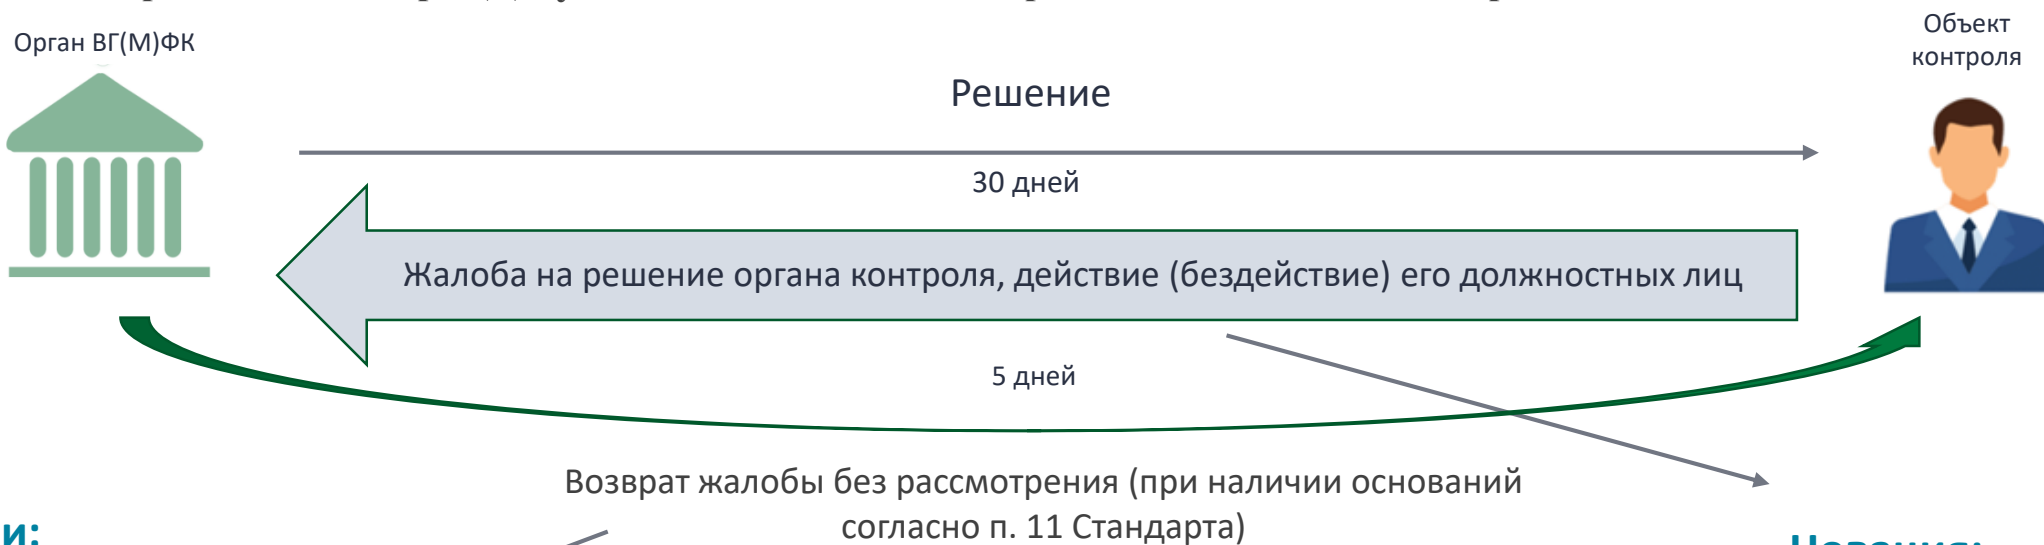 Орган ВГ(М)ФК
Объект
контроля
Решение
30 дней
Жалоба на решение органа контроля, действие (бездействие) его должностных лиц
5 дней
Возврат жалобы без рассмотрения (при наличии оснований
согласно п. 11 Стандарта)
и: